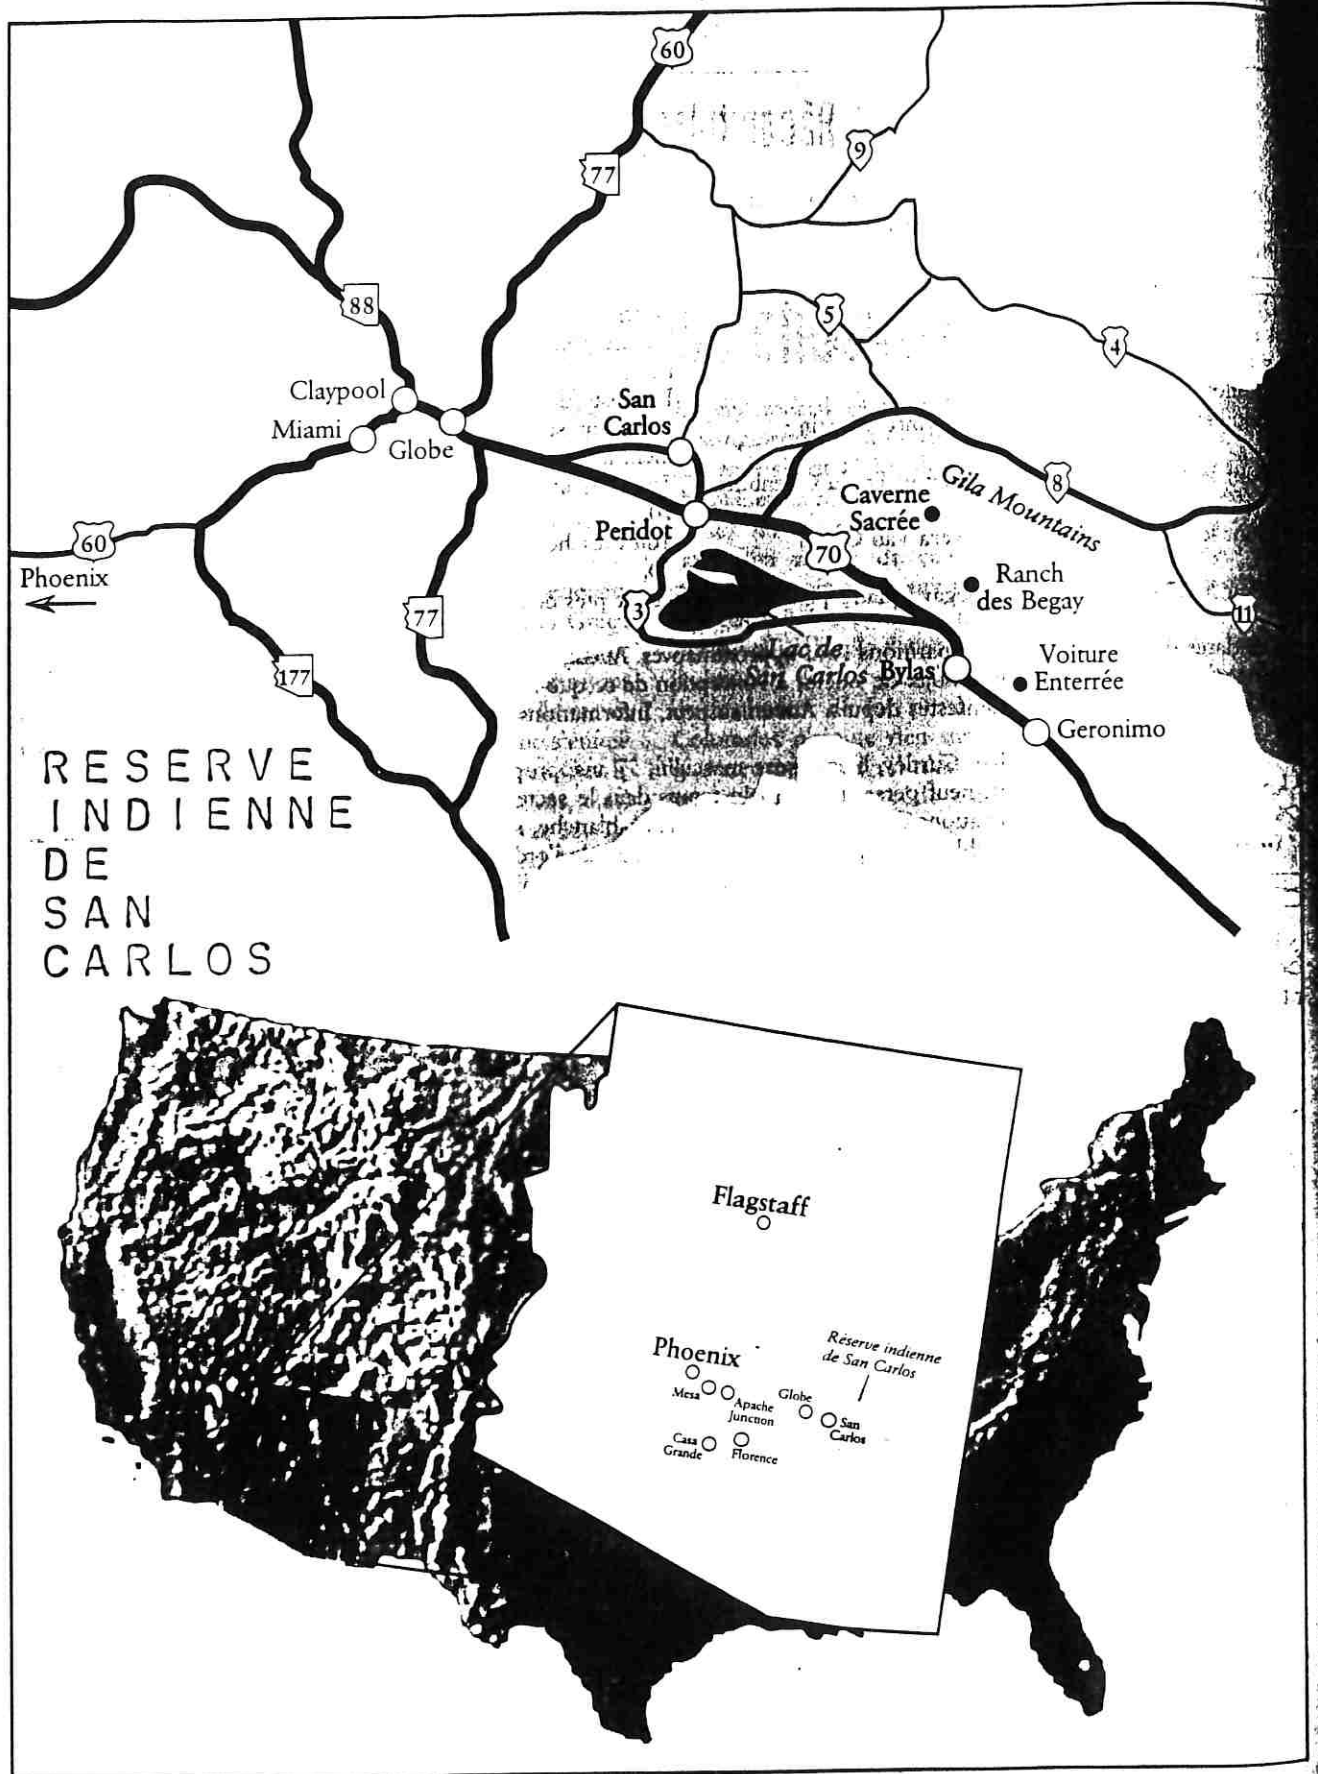 60
77
9
88
5
4
Claypool
Miami
Globe
San
Carlos
Peridot
Caverne
Sacrée
Gila Mountains
8
60
Phoenix
70
Ranch
des Begay
3
77
11
177
Lac de
San Carlos
Bylas
Voiture
Enterrée
Geronimo
RESERVE
INDIENNE
DE
SAN
CARLOS
Flagstaff
Phoenix
Mesa
Apache
Junction
Globe
Réserve indienne
de San Carlos
San
Carlos
Casa
Grande
Florence